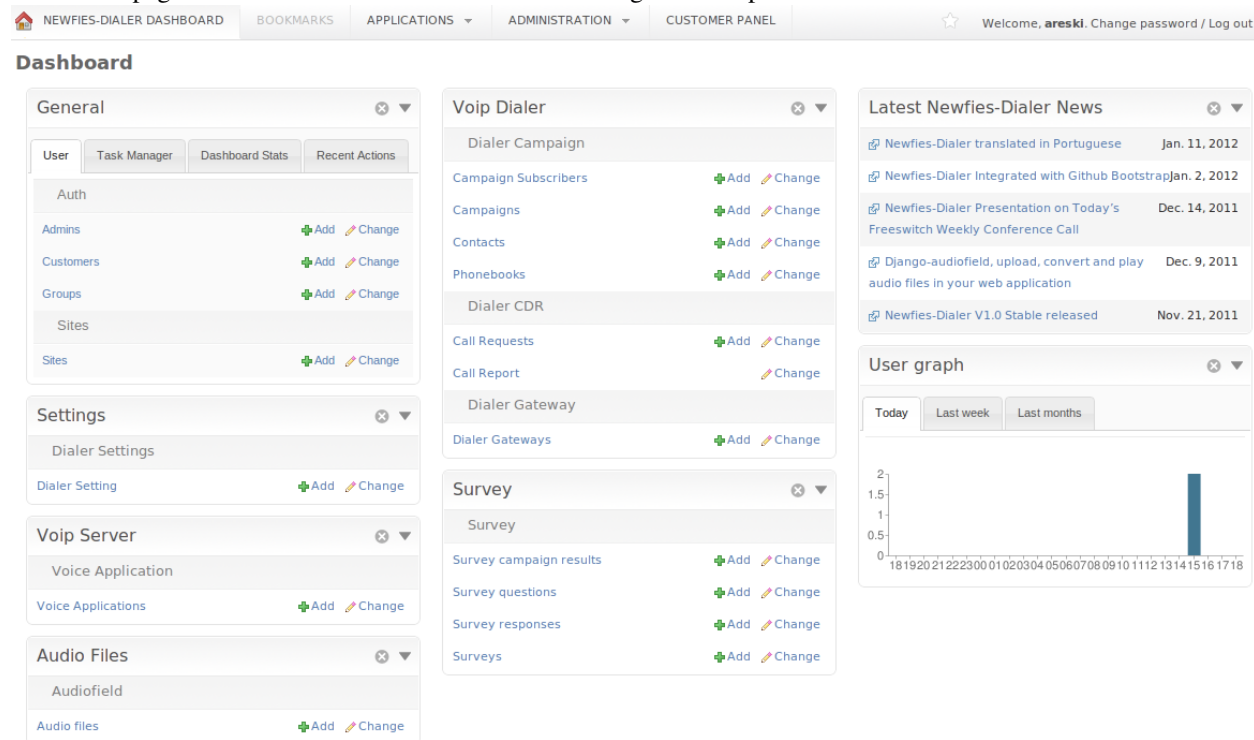 NEWFIES-DIALER DASHBOARD BOOKMARKS APPLICATIONS ADMINISTRATION CUSTOMER PANEL Welcome, areski. Change password / Log out
Dashboard
General
User Task Manager Dashboard Stats Recent Actions
Auth
Admins Add Change
Customers Add Change
Groups Add Change
Sites
Sites Add Change
Settings
Dialer Settings
Dialer Setting Add Change
Voip Server
Voice Application
Voice Applications Add Change
Audio Files
Audiofield
Audio files Add Change
Voip Dialer
Dialer Campaign
Campaign Subscribers Add Change
Campaigns Add Change
Contacts Add Change
Phonebooks Add Change
Dialer CDR
Call Requests Add Change
Call Report Change
Dialer Gateway
Dialer Gateways Add Change
Survey
Survey
Survey campaign results Add Change
Survey questions Add Change
Survey responses Add Change
Surveys Add Change
Latest Newfies-Dialer News
Newfies-Dialer translated in Portuguese Jan. 11, 2012
Newfies-Dialer Integrated with Github Bootstrap Jan. 2, 2012
Newfies-Dialer Presentation on Today's Dec. 14, 2011
Freeswitch Weekly Conference Call
Django-audiofield, upload, convert and play Dec. 9, 2011
audio files in your web application
Newfies-Dialer V1.0 Stable released Nov. 21, 2011
User graph
Today Last week Last months
2
1.5
1
0.5
0
18 19 20 21 22 23 00 01 02 03 04 05 06 07 08 09 10 11 12 13 14 15 16 17 18